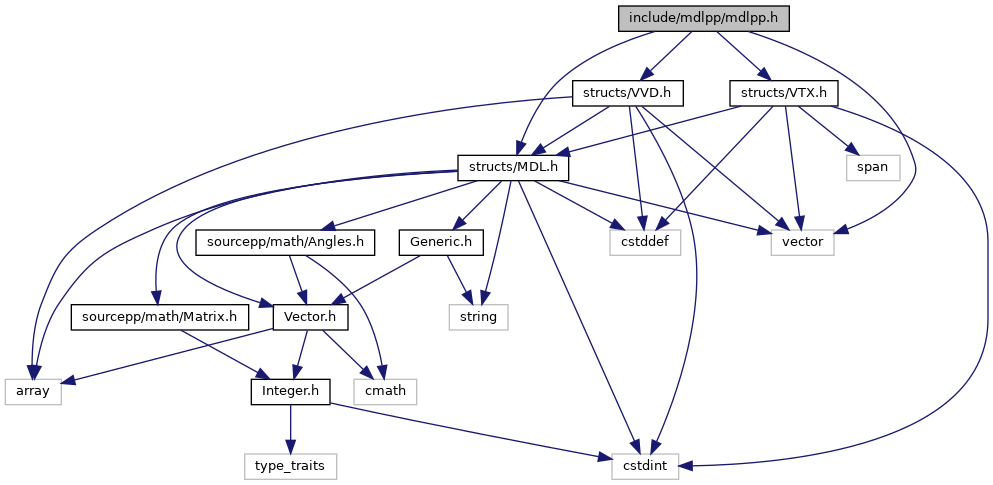 include/mdlpp/mdlpp.h
structs/VVD.h
structs/VTX.h
structs/MDL.h
span
sourcepp/math/Angles.h
Generic.h
cstddef
vector
sourcepp/math/Matrix.h
Vector.h
string
array
Integer.h
cmath
type_traits
cstdint